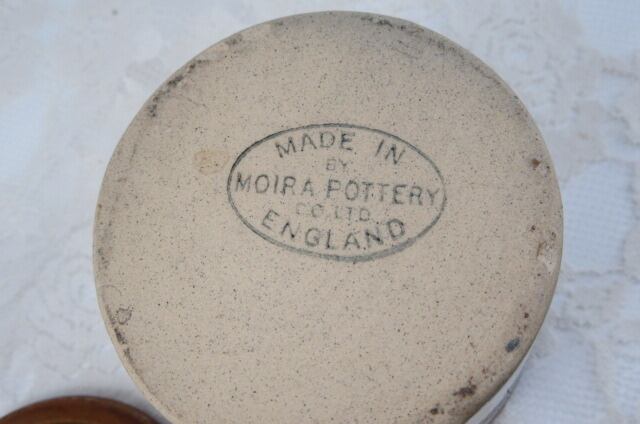 MADE IN
BY
MOIRA POTTERY
CO. LTD
ENGLAND